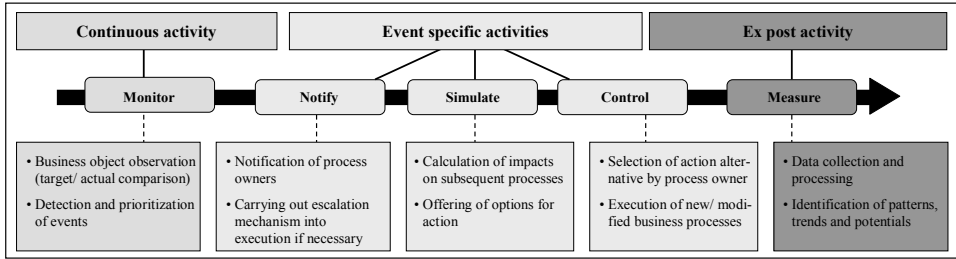 Continuous activity
Event specific activities
Ex post activity
Monitor
Notify
Simulate
Control
Measure
• Business object observation
(target/ actual comparison)
• Detection and prioritization
of events
• Notification of process
owners
• Carrying out escalation
mechanism into
execution if necessary
• Calculation of impacts
on subsequent processes
• Offering of options for
action
• Selection of action alter-
native by process owner
• Execution of new/ modi-
fied business processes
• Data collection and
processing
• Identification of patterns,
trends and potentials